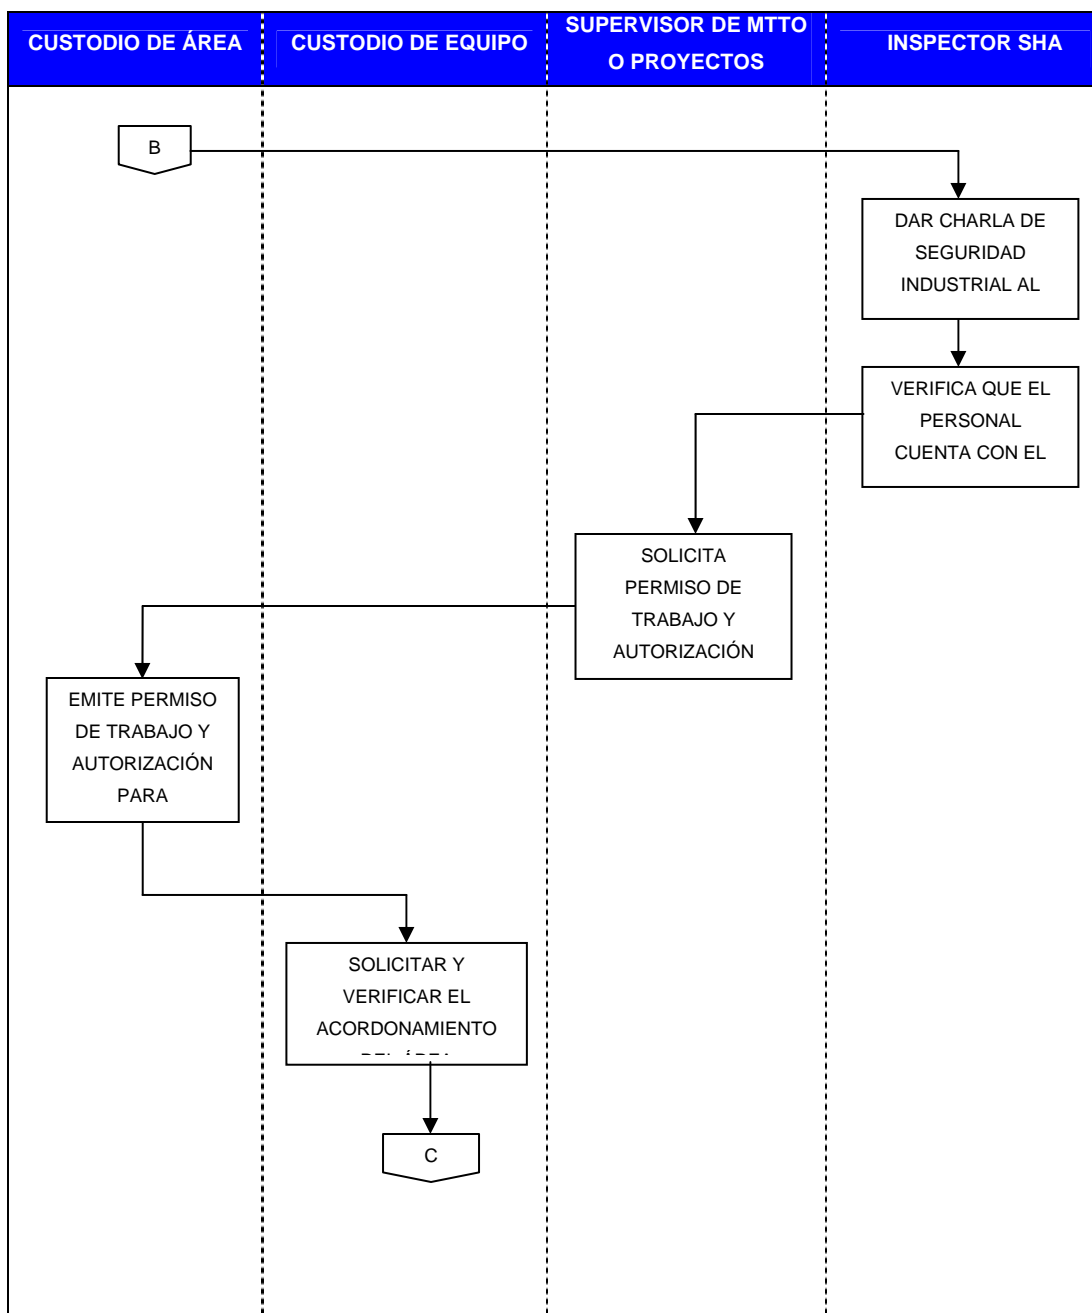 CUSTODIO DE ÁREA
CUSTODIO DE EQUIPO
SUPERVISOR DE MTTO
O PROYECTOS
INSPECTOR SHA
B
DAR CHARLA DE
SEGURIDAD
INDUSTRIAL AL
VERIFICA QUE EL
PERSONAL
CUENTA CON EL
SOLICITA
PERMISO DE
TRABAJO Y
AUTORIZACIÓN
EMITE PERMISO
DE TRABAJO Y
AUTORIZACIÓN
PARA
SOLICITAR Y
VERIFICAR EL
ACORDONAMIENTO
C